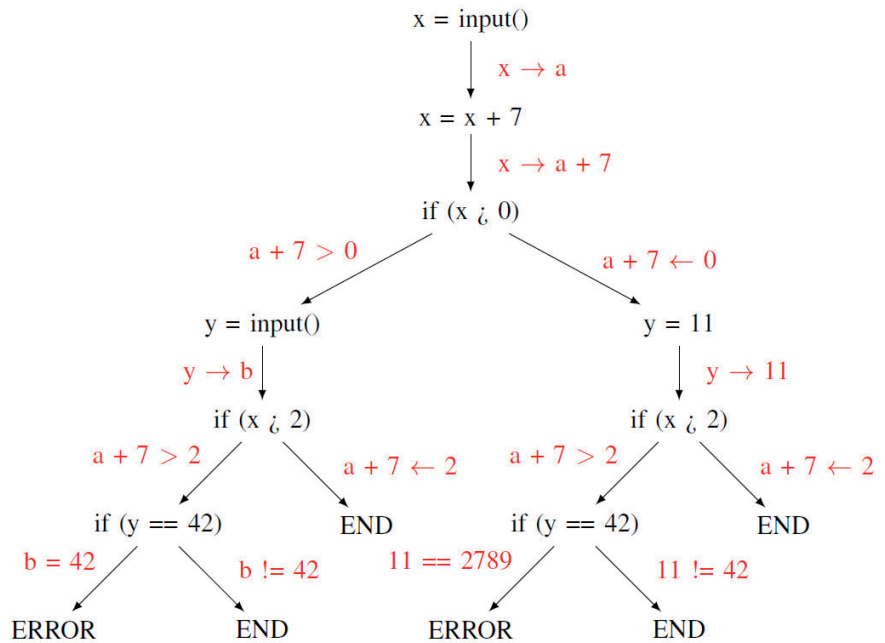 x = input()
x → a
x = x + 7
x → a + 7
if (x ¿ 0)
a + 7 > 0
a + 7 ← 0
y = input()
y = 11
y → b
y → 11
if (x ¿ 2)
if (x ¿ 2)
a + 7 > 2
a + 7 ← 2
a + 7 > 2
a + 7 ← 2
if (y == 42)
END
if (y == 42)
END
b = 42
b != 42
11 == 2789
11 != 42
ERROR
END
ERROR
END